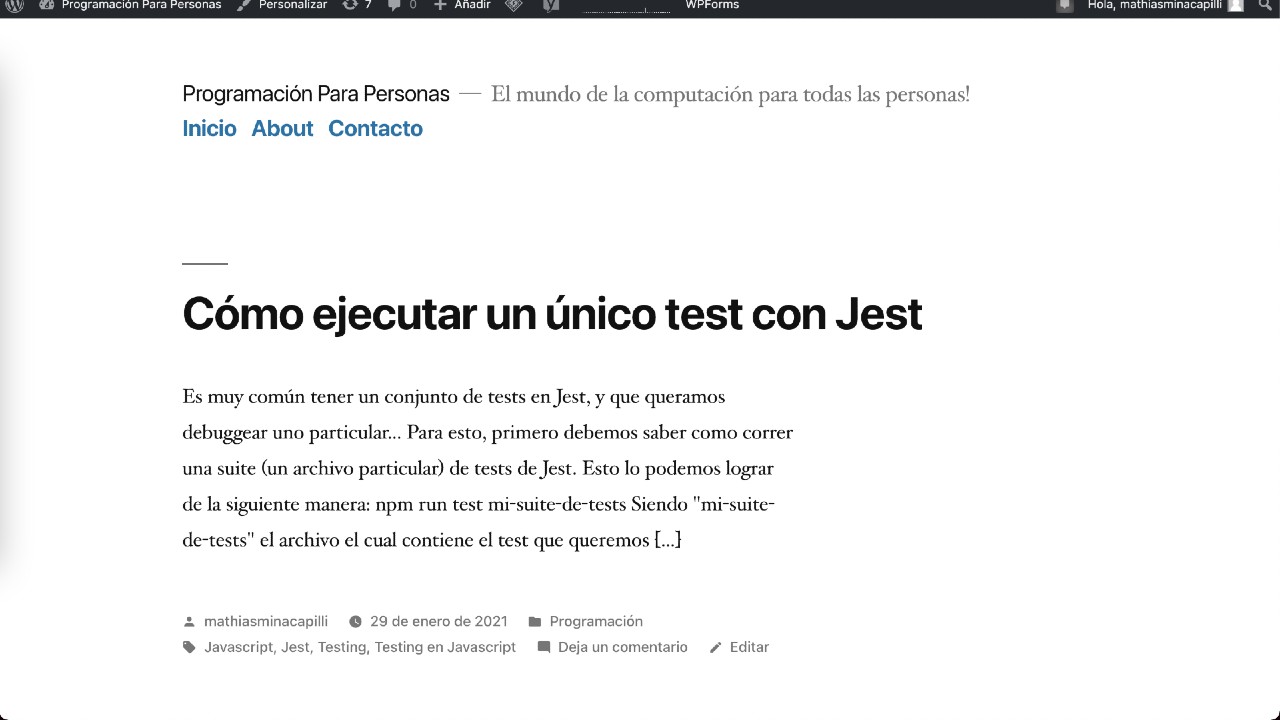 Programación Para Personas Personalizar 7 0 Añadir WPForms Hola, mathiasminacapilli
Programación Para Personas — El mundo de la computación para todas las personas!
Inicio About Contacto
Cómo ejecutar un único test con Jest
Es muy común tener un conjunto de tests en Jest, y que queramos
debuggear uno particular... Para esto, primero debemos saber como correr
una suite (un archivo particular) de tests de Jest. Esto lo podemos lograr
de la siguiente manera: npm run test mi-suite-de-tests Siendo "mi-suite-
de-tests" el archivo el cual contiene el test que queremos [...]
mathiasminacapilli 29 de enero de 2021 Programación
Javascript, Jest, Testing, Testing en Javascript Deja un comentario Editar